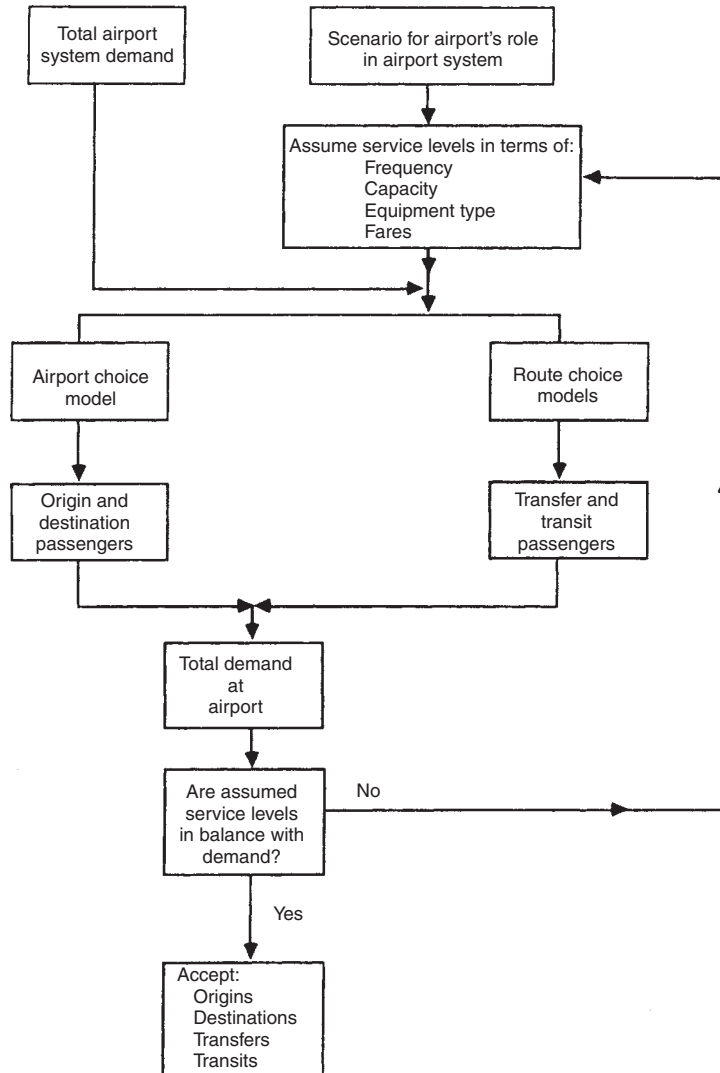 Total airport
system demand
Scenario for airport's role
in airport system
Assume service levels in terms of:
Frequency
Capacity
Equipment type
Fares
Airport choice
model
Route choice
models
Origin and
destination
passengers
Transfer and
transit
passengers
Total demand
at
airport
Are assumed
service levels
in balance with
demand?
No
Yes
Accept:
Origins
Destinations
Transfers
Transits